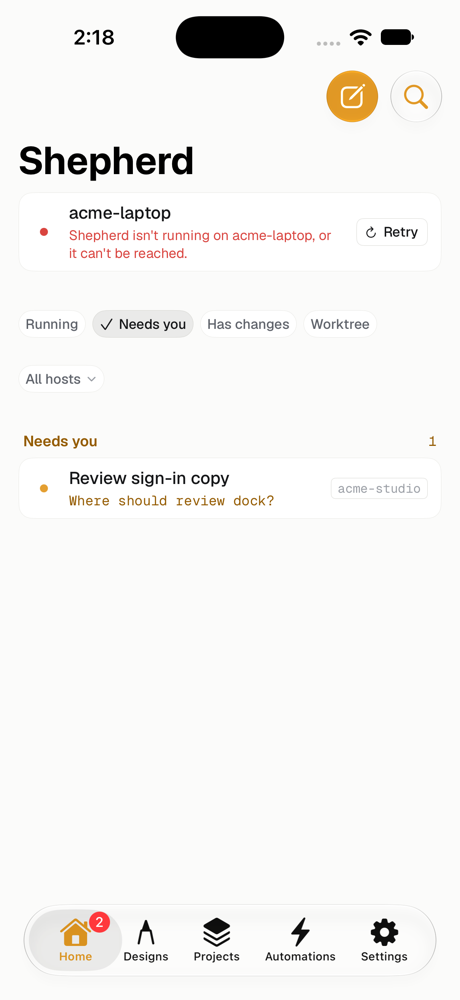 2:18
Shepherd
acme-laptop
Shepherd isn't running on acme-laptop, or
it can't be reached.
Retry
Running
Needs you
Has changes
Worktree
All hosts
Needs you
1
Review sign-in copy
Where should review dock?
acme-studio
2
Home
Designs
Projects
Automations
Settings